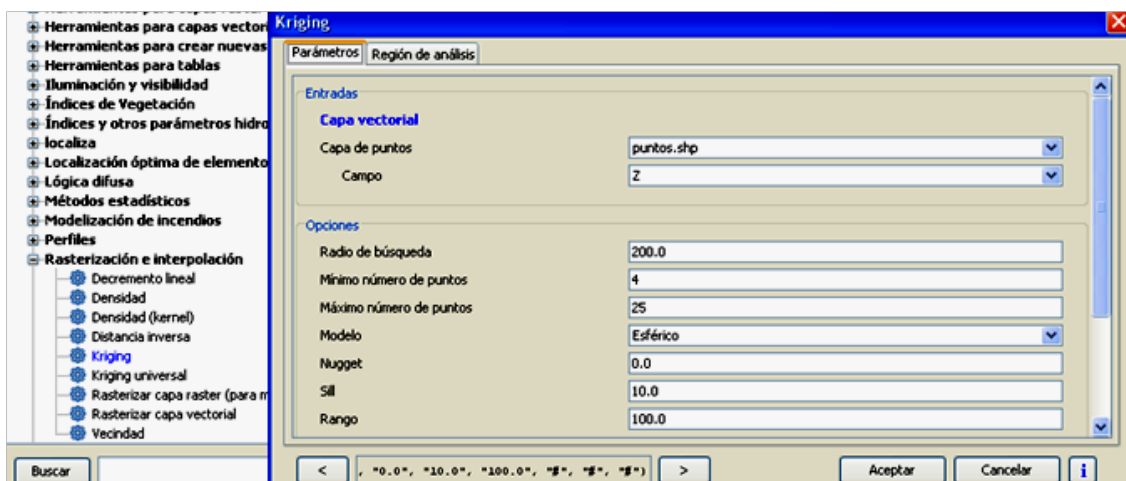 Herramientas para capas vectori
Herramientas para crear nuevas
Herramientas para tablas
Iluminación y visibilidad
Índices de Vegetación
Índices y otros parámetros hidro
localiza
Localización óptima de elemento
Lógica difusa
Métodos estadísticos
Modelización de incendios
Perfiles
Rasterización e interpolación
Decremento lineal
Densidad
Densidad (kernel)
Distancia inversa
Kriging
Kriging universal
Rasterizar capa raster (para m
Rasterizar capa vectorial
Vecindad
Buscar
Kriging
Parámetros Región de análisis
Entradas
Capa vectorial
Capa de puntos puntos.shp
Campo Z
Opciones
Radio de búsqueda 200.0
Mínimo número de puntos 4
Máximo número de puntos 25
Modelo Esférico
Nugget 0.0
Sill 10.0
Rango 100.0
< , "0.0", "10.0", "100.0", "#", "#", "#") > Aceptar Cancelar i